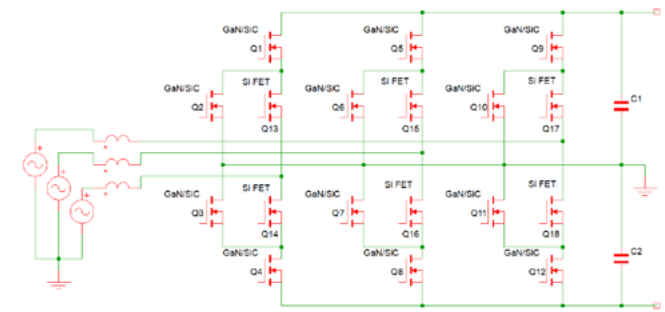 GaN/SiC GaN/SiC GaN/SiC
Q1 Q5 Q9
GaN/SiC SI FET GaN/SiC SI FET GaN/SiC SI FET
C1
Q2 Q6 Q10
Q13 Q15 Q17
GaN/SiC SI FET GaN/SiC SI FET GaN/SiC SI FET
Q3 Q7 Q11
Q14 Q16 Q18
GaN/SiC GaN/SiC GaN/SiC
C2
Q4 Q8 Q12